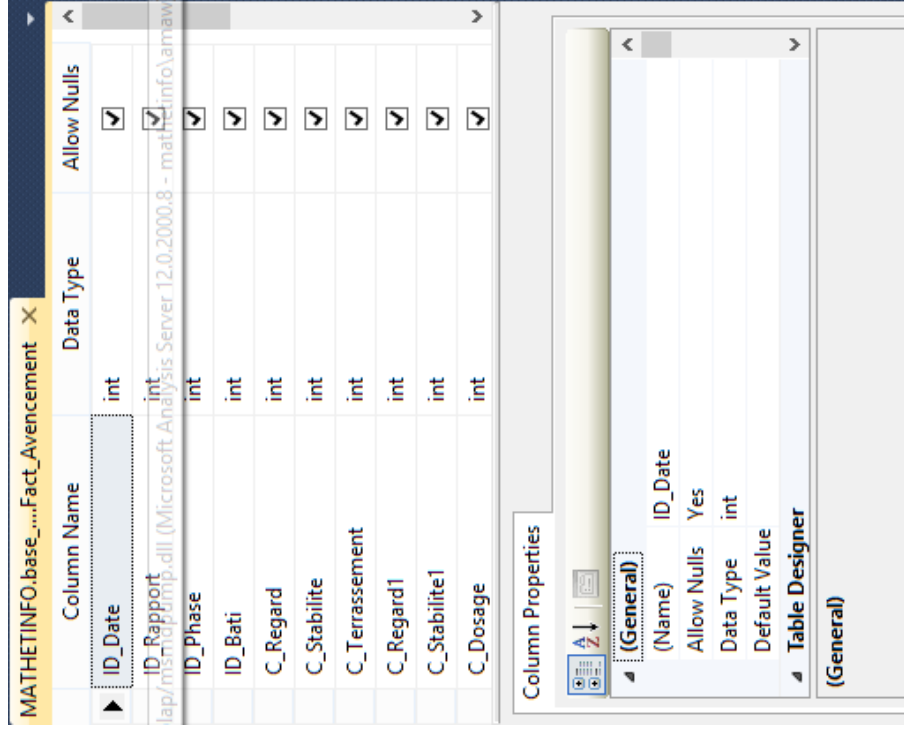 MATHETINFO.base_....Fact_Avencement ×
Column Name Data Type Allow Nulls
ID_Date int
ID_Rapport int
lap/msmdpump.dll (Microsoft Analysis Server 12.0.2000.8 - mathetinfo\amaw
ID_Phase int
ID_Bati int
C_Regard int
C_Stabilite int
C_Terrassement int
C_Regard1 int
C_Stabilite1 int
C_Dosage int
Column Properties
(General)
(Name) ID_Date
Allow Nulls Yes
Data Type int
Default Value
Table Designer
(General)